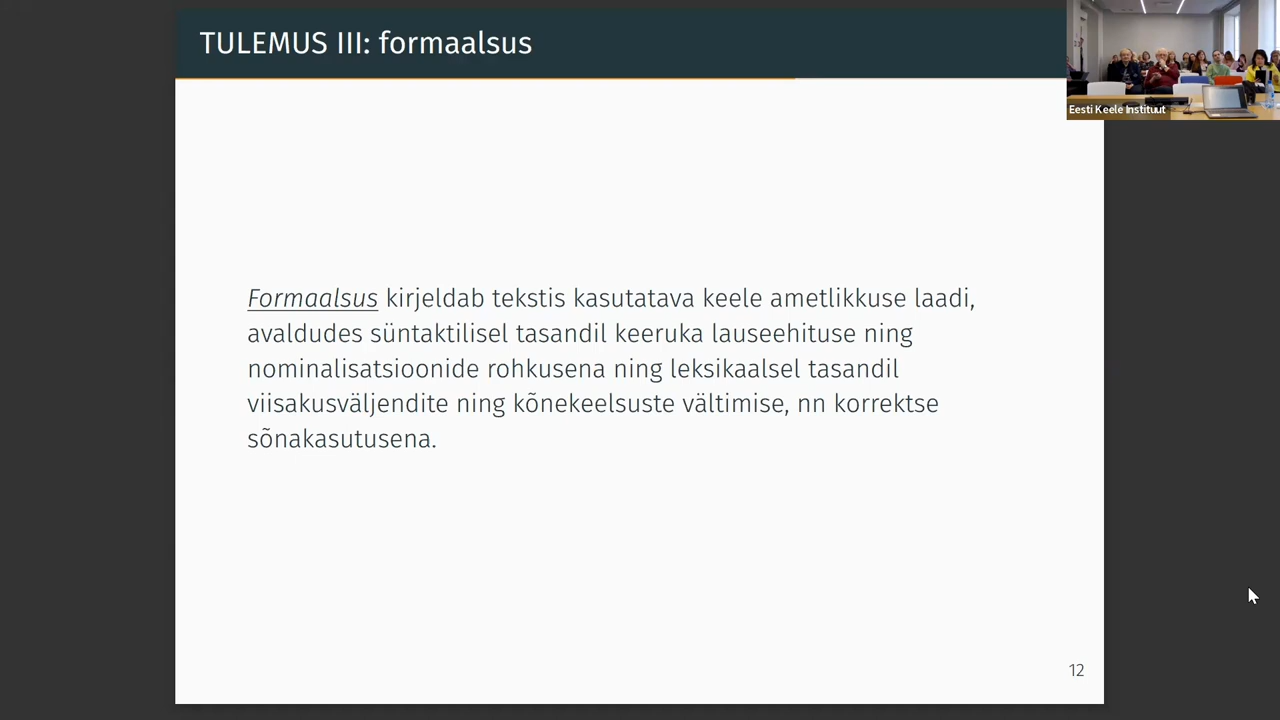 TULEMUS III: formaalsus
Eesti Keele Instituut
Formaalsus kirjeldab tekstis kasutatava keele ametlikkuse laadi,
avaldudes süntaktilisel tasandil keeruka lauseehituse ning
nominalisatsioonide rohkusena ning leksikaalsel tasandil
viisakusväljendite ning kõnekeelsuste vältimise, nn korrektse
sõnakasutusena.
12